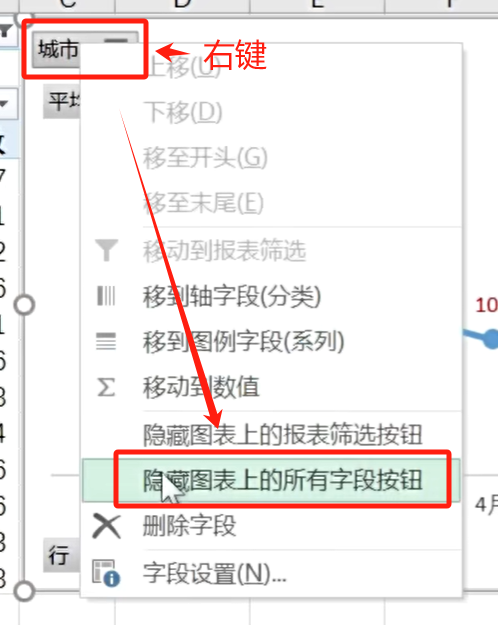 C D E F
城市
右键
上移(U)
平均
下移(D)
移至开头(G)
移至末尾(E)
移动到报表筛选
移到轴字段(分类)
10
移到图例字段(系列)
移动到数值
隐藏图表上的报表筛选按钮
隐藏图表上的所有字段按钮
4月
删除字段
行
字段设置(N)...